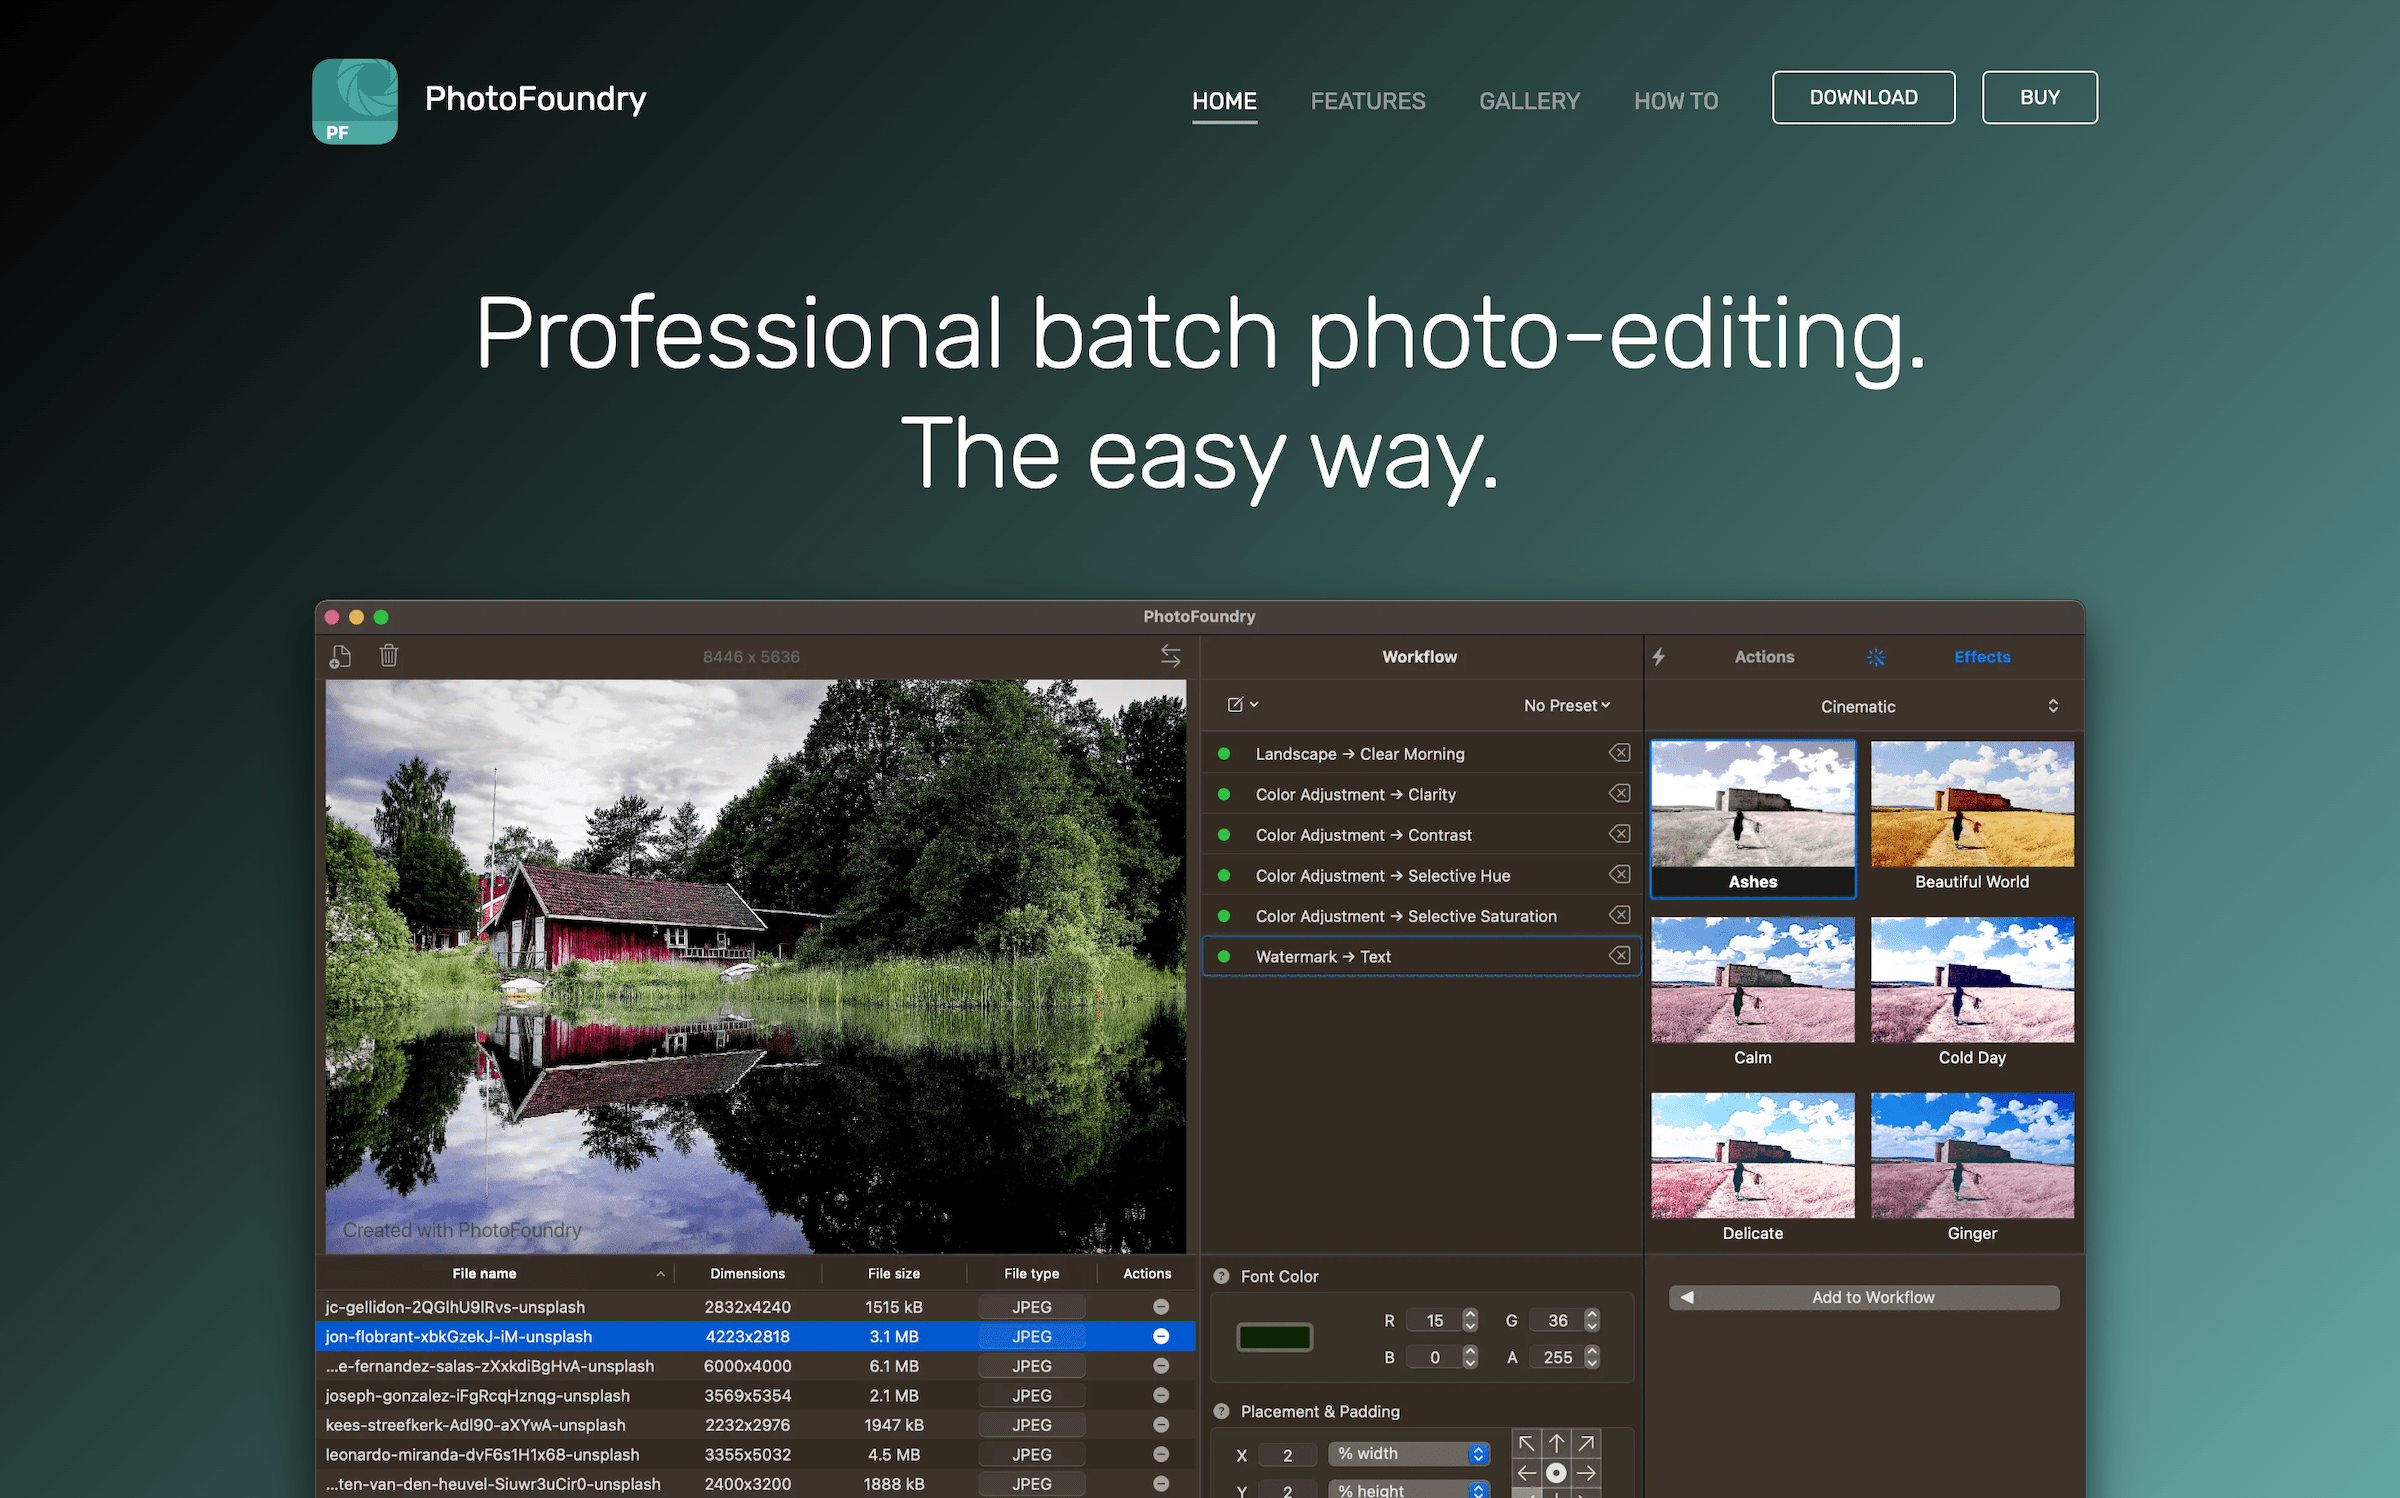 PF
PhotoFoundry
HOME
FEATURES
GALLERY
HOW TO
DOWNLOAD
BUY
Professional batch photo-editing.
The easy way.
PhotoFoundry
8446 x 5636
Workflow
Actions
Effects
No Preset
Cinematic
Landscape → Clear Morning
Color Adjustment → Clarity
Color Adjustment → Contrast
Color Adjustment → Selective Hue
Color Adjustment → Selective Saturation
Watermark → Text
Ashes
Beautiful World
Calm
Cold Day
Delicate
Ginger
Created with PhotoFoundry
File name Dimensions File size File type Actions
jc-gellidon-2QGlhU9IRvs-unsplash 2832x4240 1515 kB JPEG
jon-flobrant-xbkGzekJ-iM-unsplash 4223x2818 3.1 MB JPEG
...e-fernandez-salas-zXxkdiBgHvA-unsplash 6000x4000 6.1 MB JPEG
joseph-gonzalez-iFgRcqHznqg-unsplash 3569x5354 2.1 MB JPEG
kees-streefkerk-Adl90-aXYwA-unsplash 2232x2976 1947 kB JPEG
leonardo-miranda-dvF6s1H1x68-unsplash 3355x5032 4.5 MB JPEG
...ten-van-den-heuvel-Siuwr3uCir0-unsplash 2400x3200 1888 kB JPEG
? Font Color
R 15 G 36
B 0 A 255
? Placement & Padding
X 2 % width
Y 2 % height
Add to Workflow